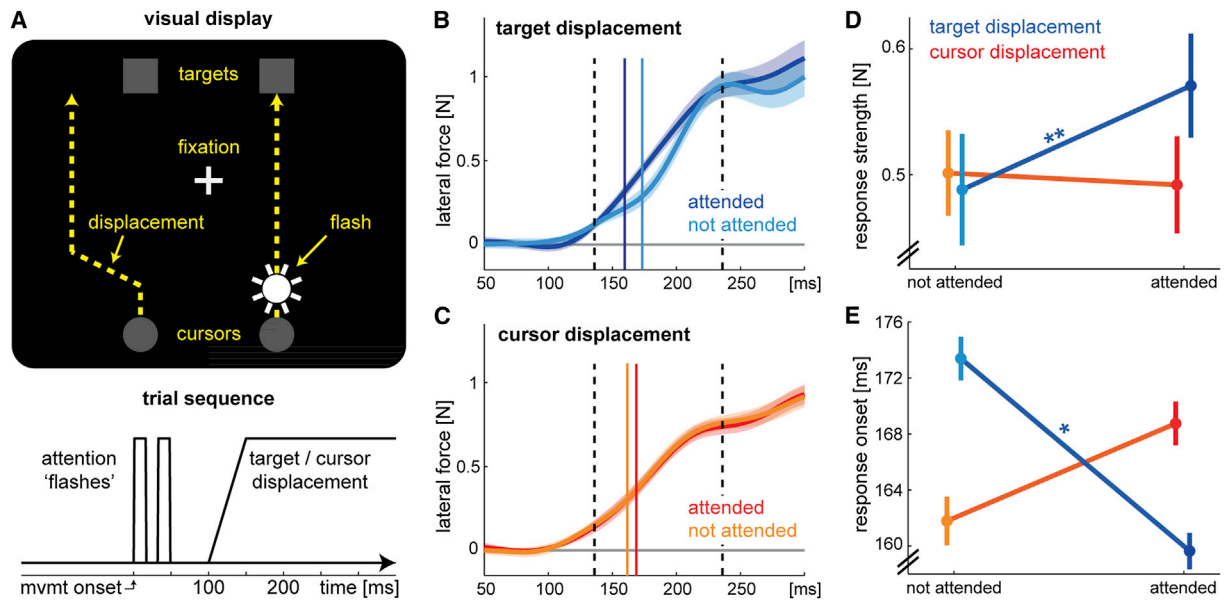 A
visual display
targets
fixation
displacement
flash
cursors
trial sequence
attention
'flashes'
target / cursor
displacement
mvmt onset
100
200
time [ms]
B
target displacement
lateral force [N]
1
0.5
0
attended
not attended
50
100
150
200
250
[ms]
C
cursor displacement
lateral force [N]
1
0.5
0
attended
not attended
50
100
150
200
250
[ms]
D
target displacement
cursor displacement
response strength [N]
0.6
0.5
**
not attended
attended
E
response onset [ms]
176
172
168
164
160
*
not attended
attended